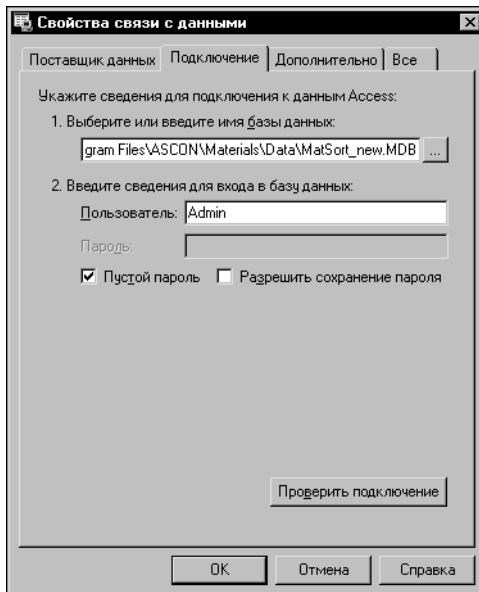 Свойства связи с данными
Поставщик данных Подключение Дополнительно Все
Укажите сведения для подключения к данным Access:
1. Выберите или введите имя базы данных:
gram Files\ASCON\Materials\Data\MatSort_new.MDB ...
2. Введите сведения для входа в базу данных:
Пользователь: Admin
Пароль:
Пустой пароль Разрешить сохранение пароля
Проверить подключение
OK Отмена Справка